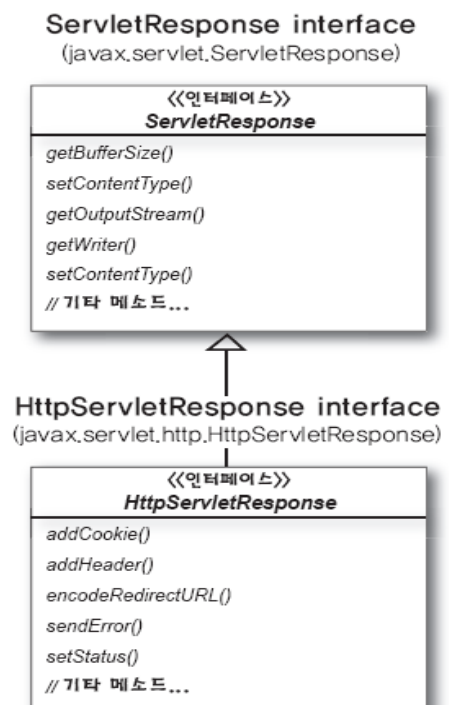 ServletResponse interface
(javax.servlet.ServletResponse)
<<인터페이스>>
ServletResponse
getBufferSize()
setContentType()
getOutputStream()
getWriter()
setContentType()
// 기타 메소드...
HttpServletResponse interface
(javax.servlet.http.HttpServletResponse)
<<인터페이스>>
HttpServletResponse
addCookie()
addHeader()
encodeRedirectURL()
sendError()
setStatus()
// 기타 메소드...